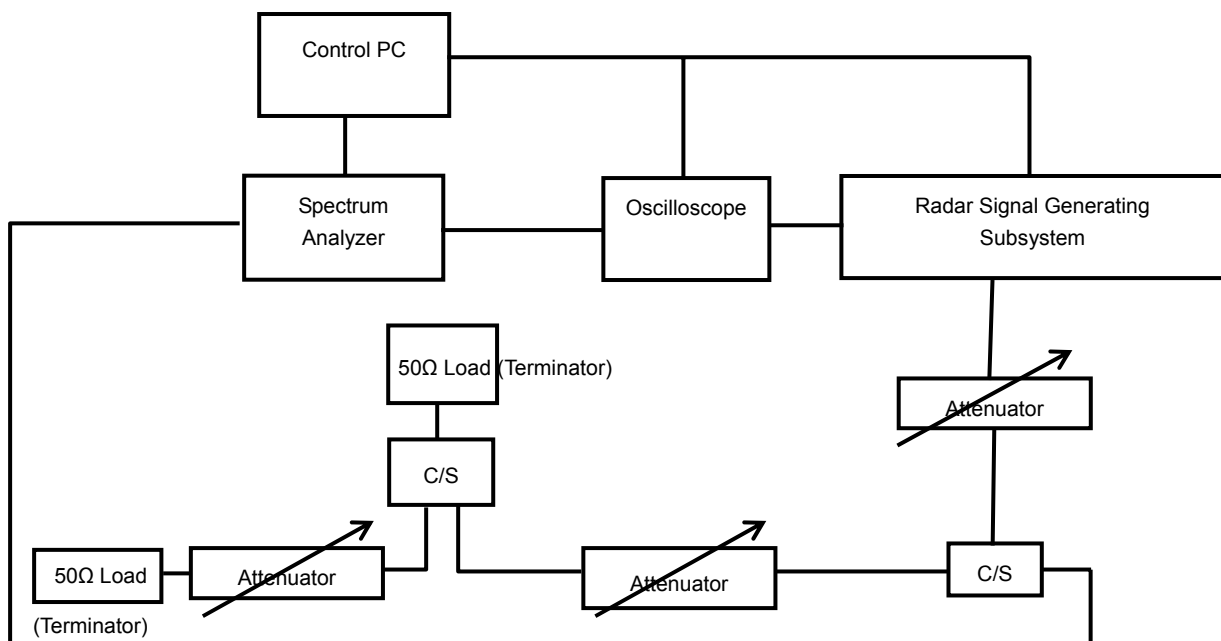 Control PC
Spectrum
Analyzer
Oscilloscope
Radar Signal Generating
Subsystem
50Ω Load (Terminator)
Attenuator
C/S
50Ω Load
(Terminator)
Attenuator
Attenuator
C/S